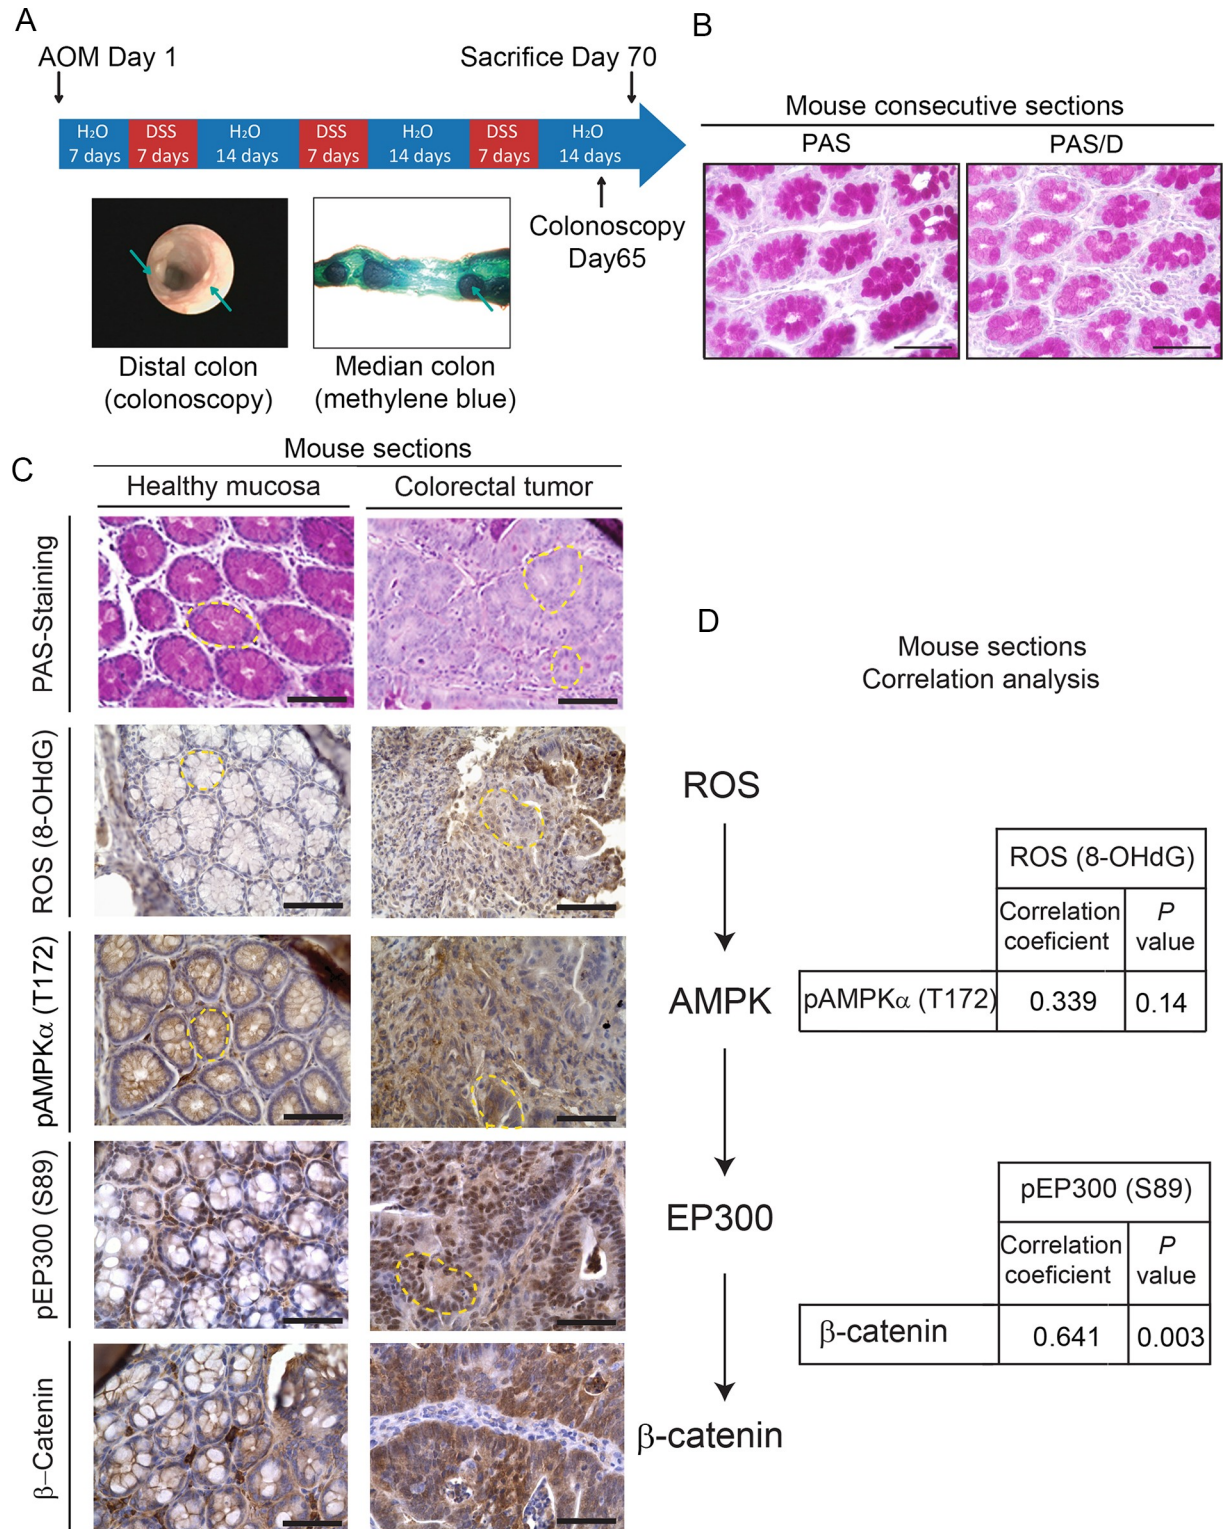 A
AOM Day 1
Sacrifice Day 70
H₂O
7 days
DSS
7 days
H₂O
14 days
DSS
7 days
H₂O
14 days
DSS
7 days
H₂O
14 days
Colonoscopy
Day65
Distal colon
(colonoscopy)
Median colon
(methylene blue)
B
Mouse consecutive sections
PAS
PAS/D
C
Mouse sections
Healthy mucosa
Colorectal tumor
PAS-Staining
ROS (8-OHdG)
pAMPKα (T172)
pEP300 (S89)
β–Catenin
D
Mouse sections
Correlation analysis
ROS
AMPK
EP300
β-catenin
ROS (8-OHdG)
Correlation
coeficient
P
value
pAMPKα (T172)
0.339
0.14
pEP300 (S89)
Correlation
coeficient
P
value
β-catenin
0.641
0.003